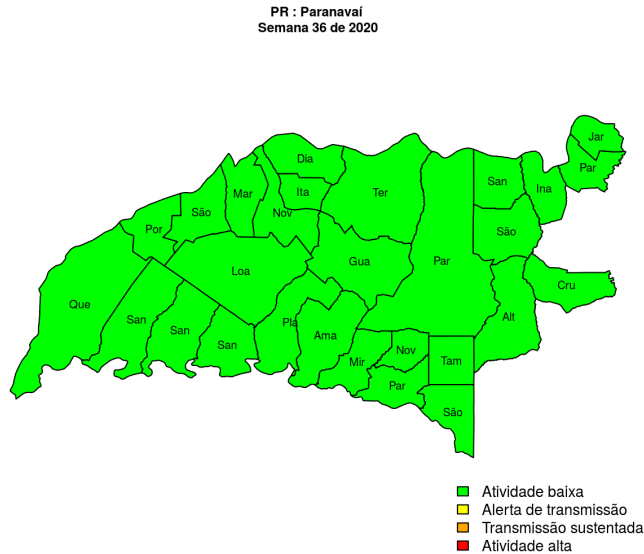 PR : Paranavaí
Semana 36 de 2020
Jar
Par
Dia
San
Ina
Ita
Ter
Mar
São
Nov
Por
São
Par
Gua
Loa
Cru
Que
Alt
San
San
Pla
Ama
San
Nov
Mir
Tam
Par
São
Atividade baixa
Alerta de transmissão
Transmissão sustentada
Atividade alta